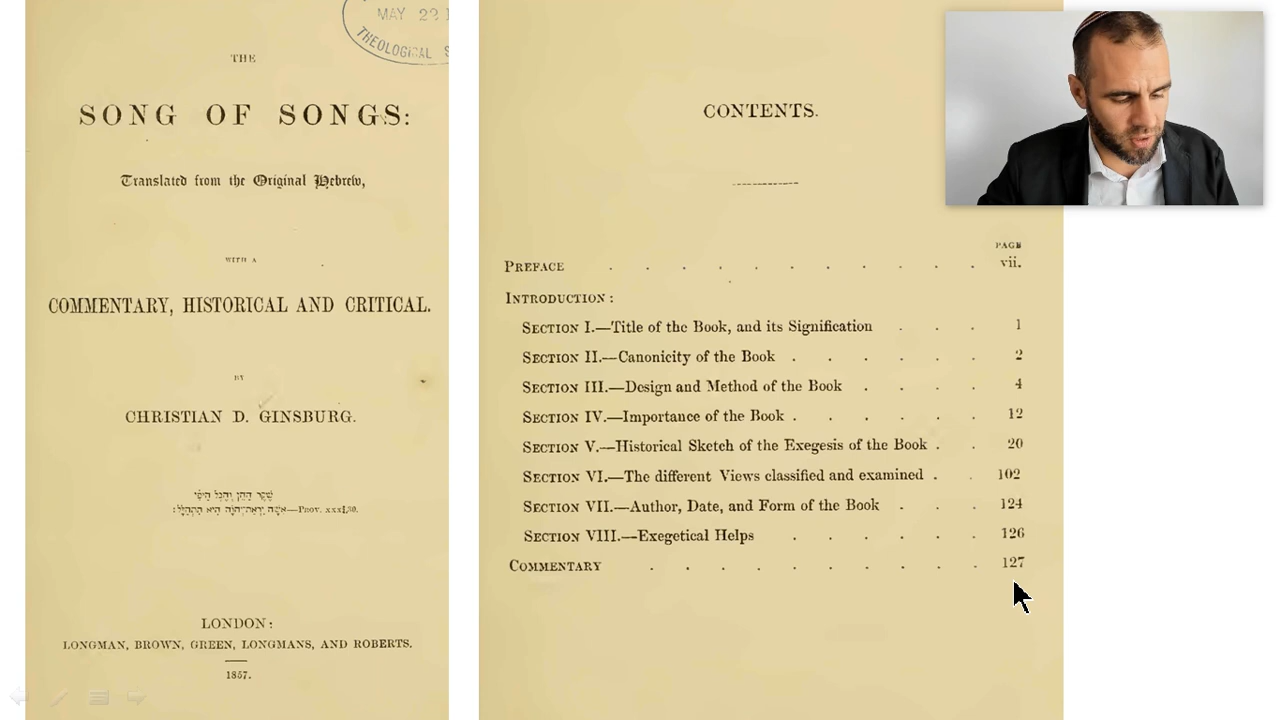 MAY 22
THEOLOGICAL S
THE
SONG OF SONGS:
Translated from the Original Hebrew,
WITH A
COMMENTARY, HISTORICAL AND CRITICAL.
BY
CHRISTIAN D. GINSBURG.
שֶׁקֶר הַחֵן וְהֶבֶל הַיֹּפִי
אִשָּׁה יִרְאַת־יְהוָֹה הִיא תִתְהַלָּל:—PROV. xxxi. 30.
LONDON:
LONGMAN, BROWN, GREEN, LONGMANS, AND ROBERTS.
1857.
CONTENTS.
PAGE
PREFACE . . . . . . . . . . . vii.
INTRODUCTION:
SECTION I.—Title of the Book, and its Signification . . . 1
SECTION II.—Canonicity of the Book . . . . . . 2
SECTION III.—Design and Method of the Book . . . . 4
SECTION IV.—Importance of the Book . . . . . . 12
SECTION V.—Historical Sketch of the Exegesis of the Book . . 20
SECTION VI.—The different Views classified and examined . . 102
SECTION VII.—Author, Date, and Form of the Book . . . 124
SECTION VIII.—Exegetical Helps . . . . . . 126
COMMENTARY . . . . . . . . . . 127